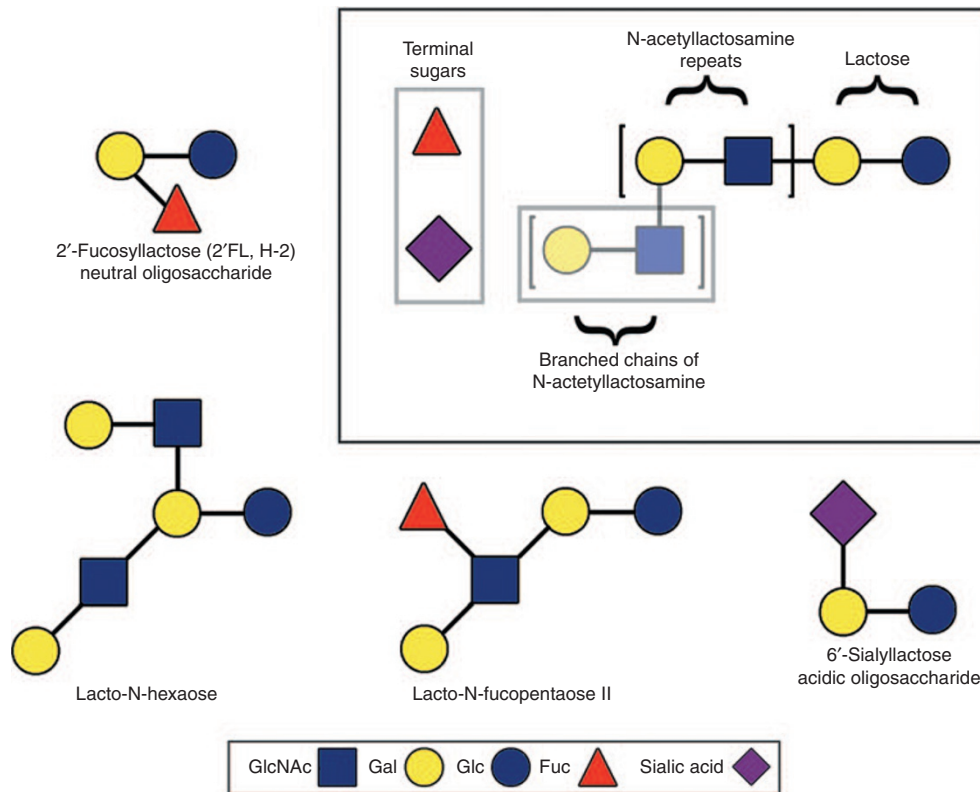 Terminal
sugars
N-acetyllactosamine
repeats
Lactose
2′-Fucosyllactose (2′FL, H-2)
neutral oligosaccharide
Branched chains of
N-actetyllactosamine
Lacto-N-hexaose
Lacto-N-fucopentaose II
6′-Sialyllactose
acidic oligosaccharide
GlcNAc Gal Glc Fuc Sialic acid